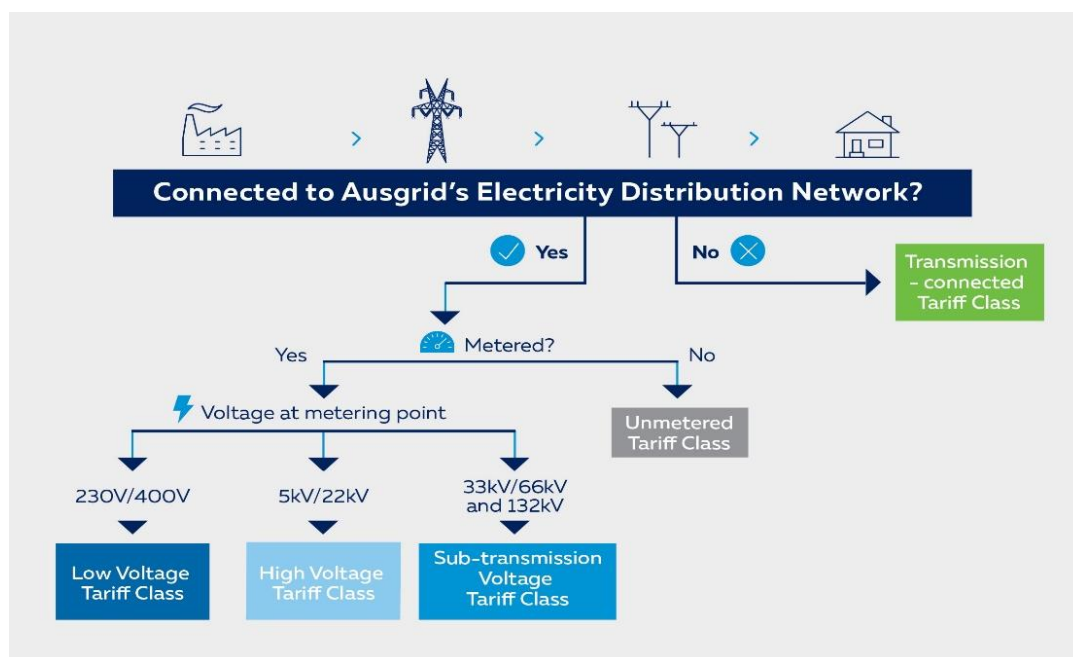 Connected to Ausgrid's Electricity Distribution Network?
Yes
No
Transmission
- connected
Tariff Class
Metered?
Yes
No
Voltage at metering point
Unmetered
Tariff Class
230V/400V
5kV/22kV
33kV/66kV
and 132kV
Low Voltage
Tariff Class
High Voltage
Tariff Class
Sub-transmission
Voltage
Tariff Class